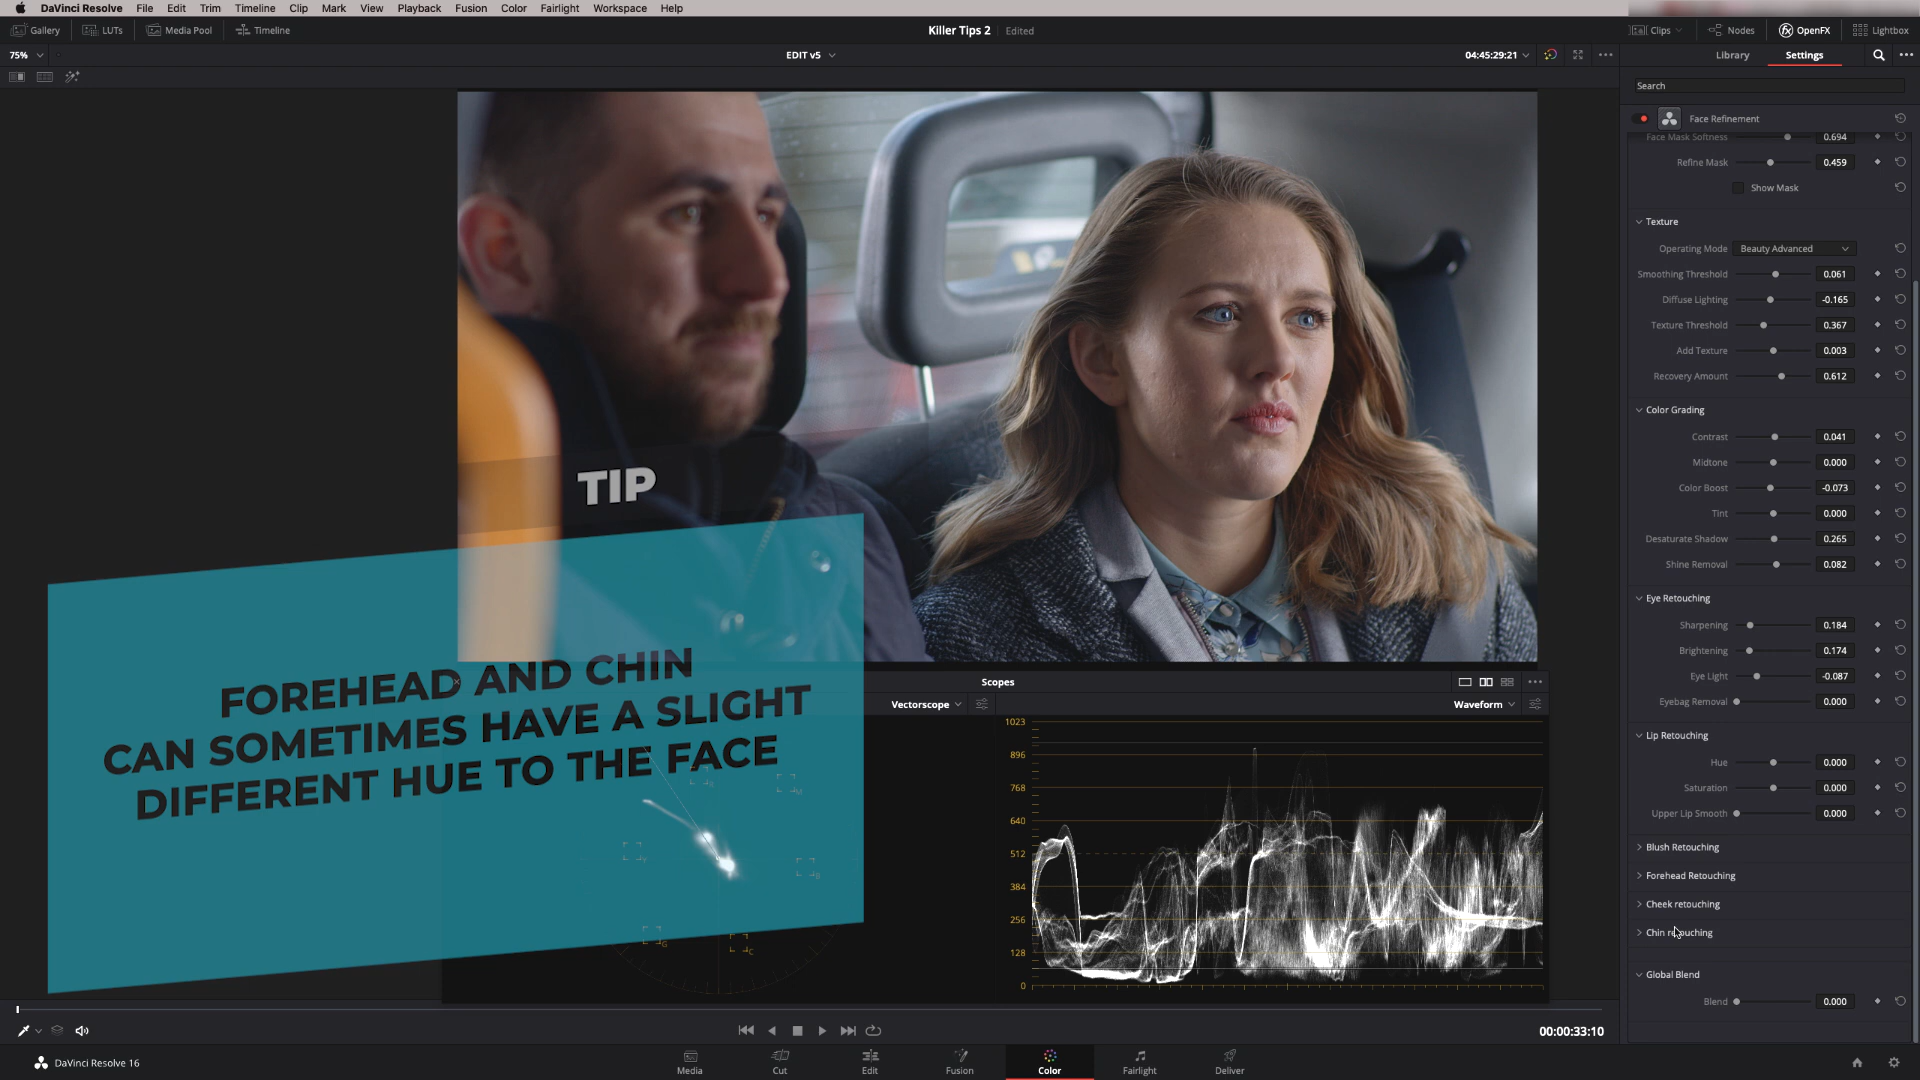 DaVinci Resolve File Edit Trim Timeline Clip Mark View Playback Fusion Color Fairlight Workspace Help
Gallery LUTs Media Pool Timeline Killer Tips 2 Edited Clips Nodes OpenFX Lightbox
75% EDIT v5 04:45:29:21 Library Settings
Search
Face Refinement
Face Mask Softness 0.694
Refine Mask 0.459
Show Mask
Texture
Operating Mode Beauty Advanced
Smoothing Threshold 0.061
Diffuse Lighting -0.165
Texture Threshold 0.367
Add Texture 0.003
Recovery Amount 0.612
Color Grading
Contrast 0.041
Midtone 0.000
Color Boost -0.073
Tint 0.000
Desaturate Shadow 0.265
Shine Removal 0.082
Eye Retouching
Sharpening 0.184
Brightening 0.174
Eye Light -0.087
Eyebag Removal 0.000
Lip Retouching
Hue 0.000
Saturation 0.000
Upper Lip Smooth 0.000
Blush Retouching
Forehead Retouching
Cheek retouching
Chin retouching
Global Blend
Blend 0.000
TIP
FOREHEAD AND CHIN
CAN SOMETIMES HAVE A SLIGHT
DIFFERENT HUE TO THE FACE
Scopes
Vectorscope Waveform
1023
896
768
640
512
384
256
128
0
M
B
G
C
00:00:33:10
DaVinci Resolve 16 Media Cut Edit Fusion Color Fairlight Deliver